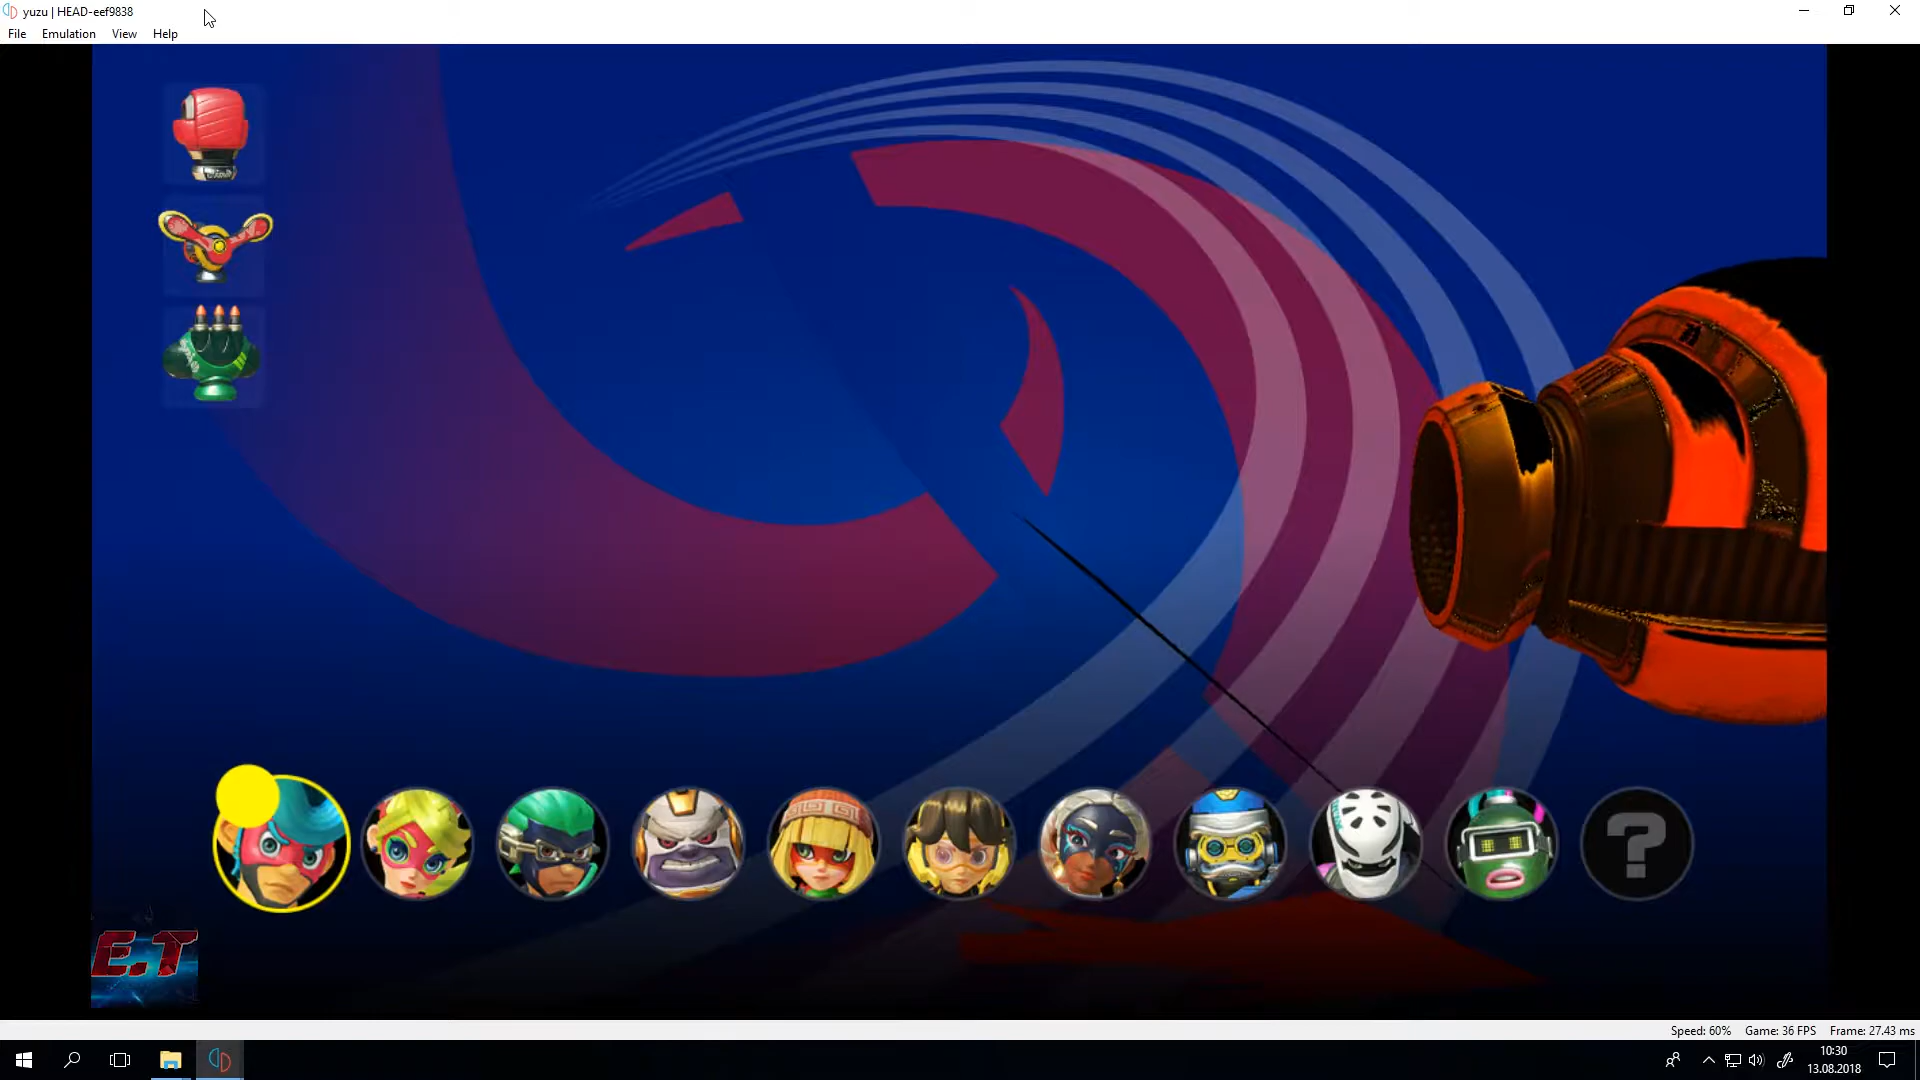 yuzu | HEAD-eef9838
File Emulation View Help
?
E.T
Speed: 60% Game: 36 FPS Frame: 27.43 ms
10:30
13.08.2018